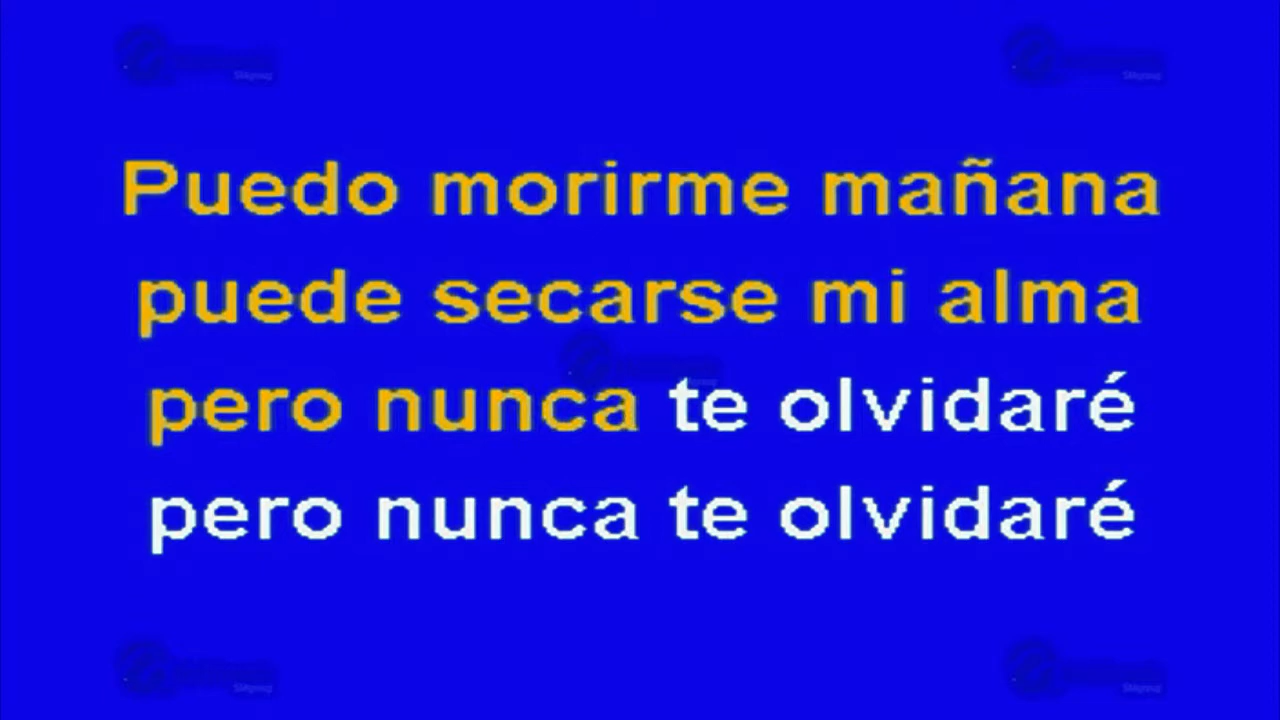 Puedo morirme mañana
puede secarse mi alma
pero nunca te olvidaré
pero nunca te olvidaré